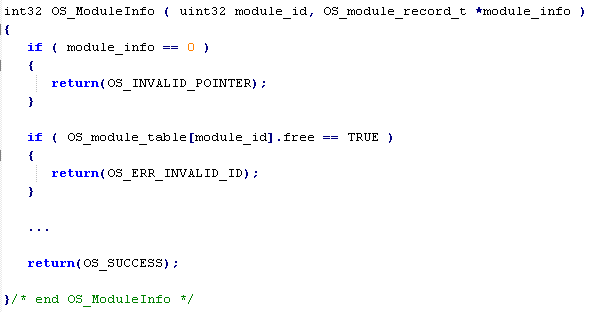 int32 OS_ModuleInfo ( uint32 module_id, OS_module_record_t *module_info )
{
if ( module_info == 0 )
{
return(OS_INVALID_POINTER);
}
if ( OS_module_table[module_id].free == TRUE )
{
return(OS_ERR_INVALID_ID);
}
...
return(OS_SUCCESS);
}/* end OS_ModuleInfo */